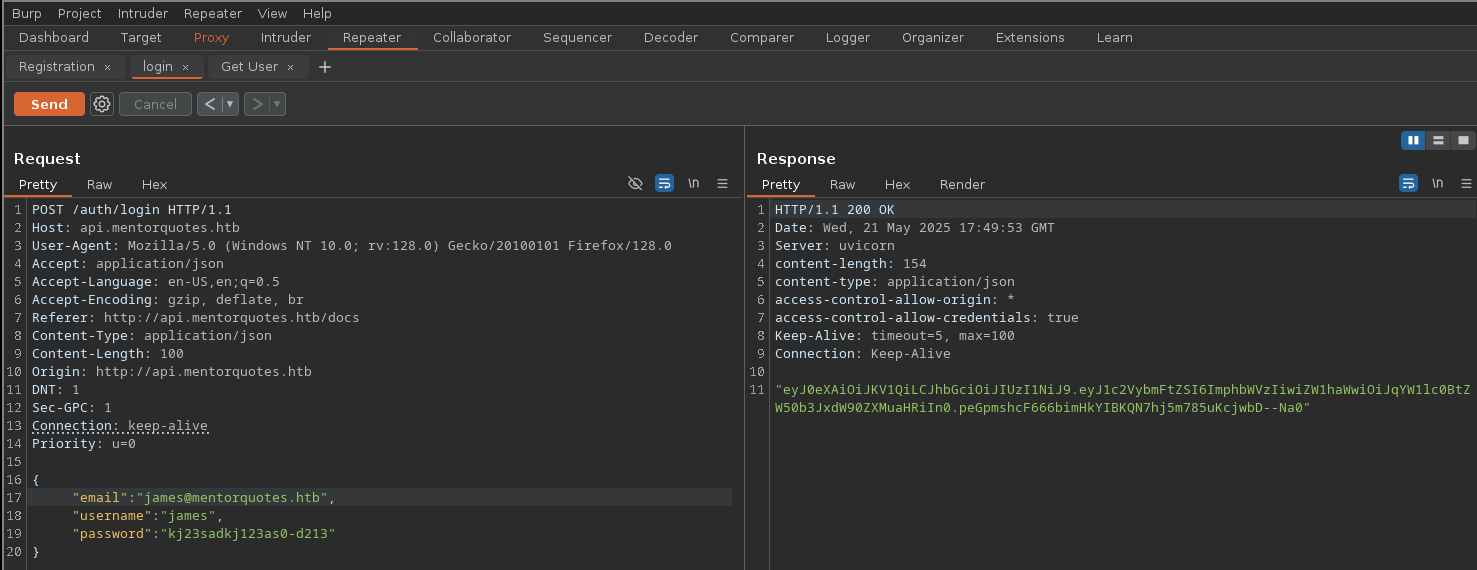 Burp Project Intruder Repeater View Help
Dashboard Target Proxy Intruder Repeater Collaborator Sequencer Decoder Comparer Logger Organizer Extensions Learn
Registration × login × Get User × +
Send Cancel < >
Request
Pretty Raw Hex \n
1 POST /auth/login HTTP/1.1
2 Host: api.mentorquotes.htb
3 User-Agent: Mozilla/5.0 (Windows NT 10.0; rv:128.0) Gecko/20100101 Firefox/128.0
4 Accept: application/json
5 Accept-Language: en-US,en;q=0.5
6 Accept-Encoding: gzip, deflate, br
7 Referer: http://api.mentorquotes.htb/docs
8 Content-Type: application/json
9 Content-Length: 100
10 Origin: http://api.mentorquotes.htb
11 DNT: 1
12 Sec-GPC: 1
13 Connection: keep-alive
14 Priority: u=0
15
16 {
17 "email":"james@mentorquotes.htb",
18 "username":"james",
19 "password":"kj23sadkj123as0-d213"
20 }
Response
Pretty Raw Hex Render \n
1 HTTP/1.1 200 OK
2 Date: Wed, 21 May 2025 17:49:53 GMT
3 Server: uvicorn
4 content-length: 154
5 content-type: application/json
6 access-control-allow-origin: *
7 access-control-allow-credentials: true
8 Keep-Alive: timeout=5, max=100
9 Connection: Keep-Alive
10
11 "eyJ0eXAiOiJKV1QiLCJhbGciOiJIUzI1NiJ9.eyJ1c2VybmFtZSI6ImphbWVzIiwiZW1haWwiOiJqYW1lc0BtZ
W50b3JxdW90ZXMuaHRiIn0.peGpmshcF666bimHkYIBKQN7hj5m785uKcjwbD--Na0"